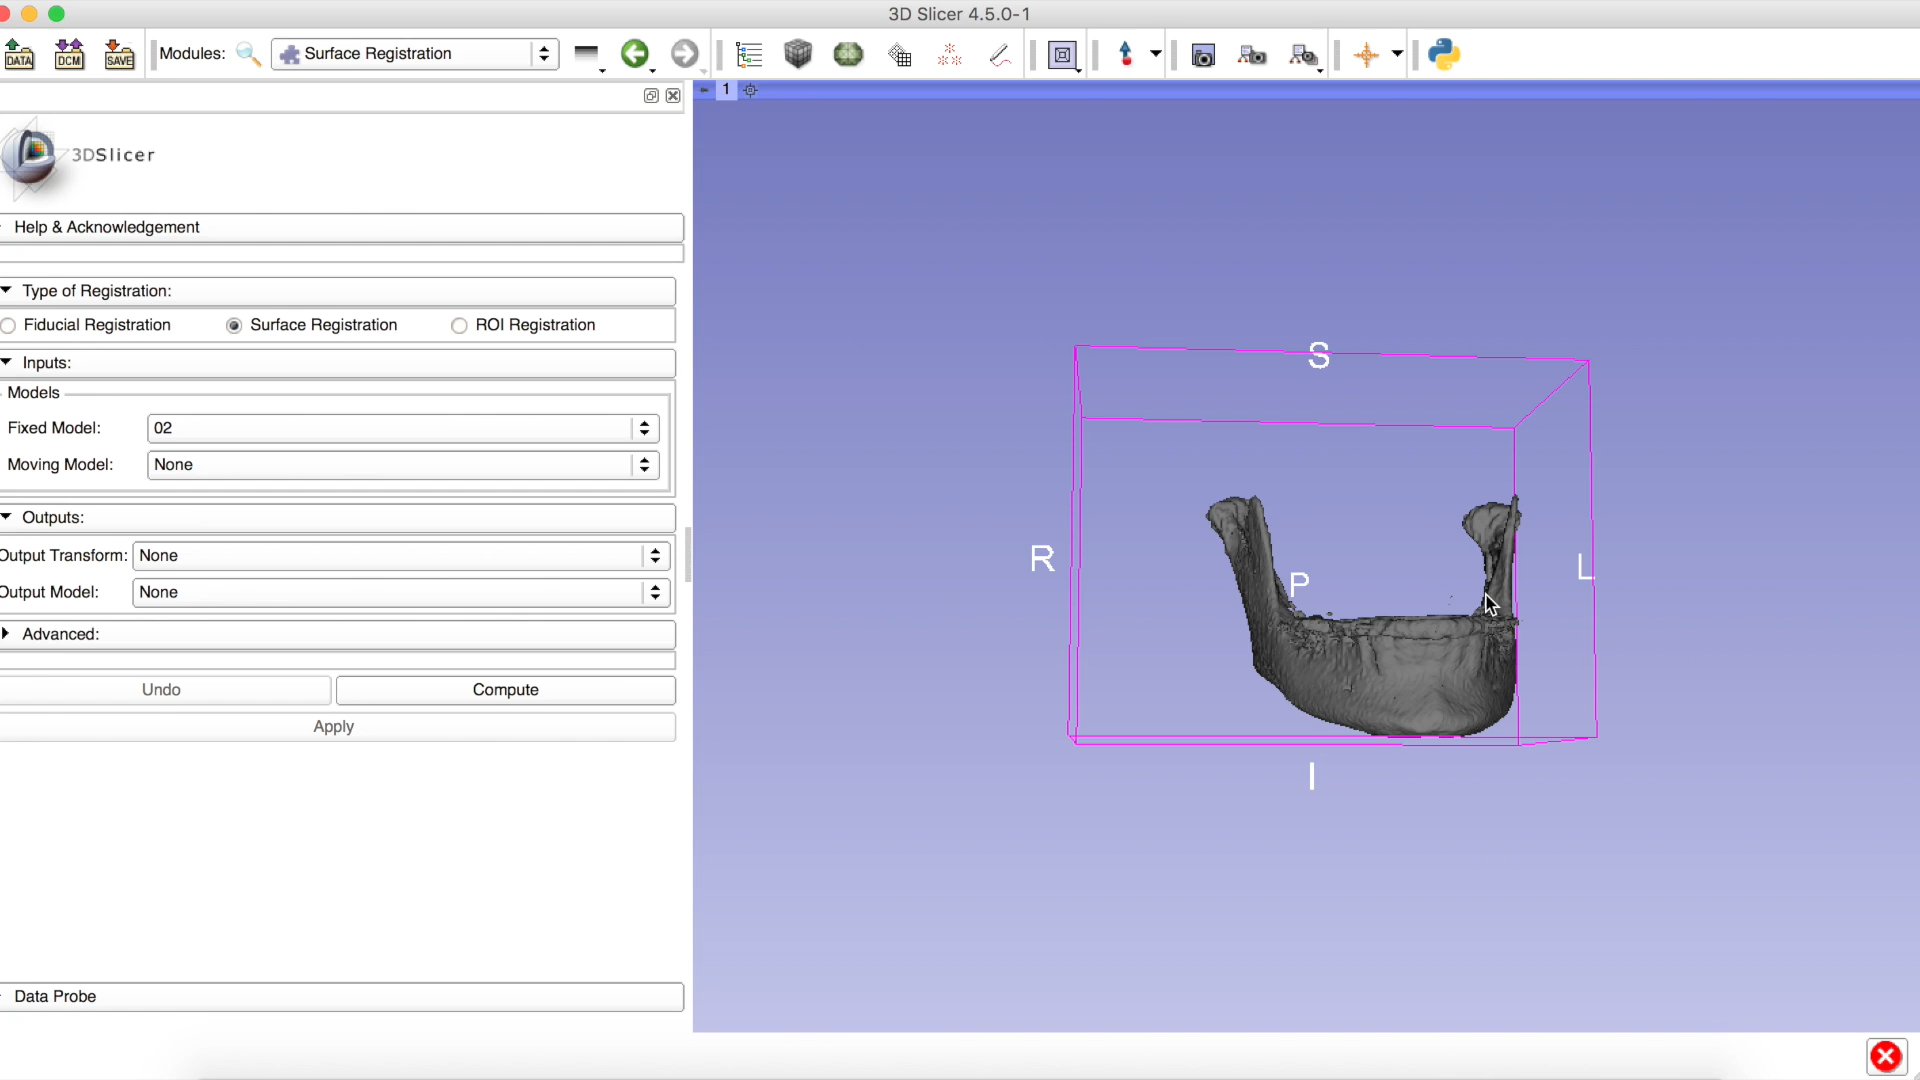 3D Slicer 4.5.0-1
DATA
DCM
SAVE
Modules:
Surface Registration
1
3DSlicer
Help & Acknowledgement
Type of Registration:
Fiducial Registration
Surface Registration
ROI Registration
Inputs:
Models
Fixed Model:
02
Moving Model:
None
Outputs:
Output Transform:
None
Output Model:
None
Advanced:
Undo
Compute
Apply
Data Probe
S
R
P
L
I